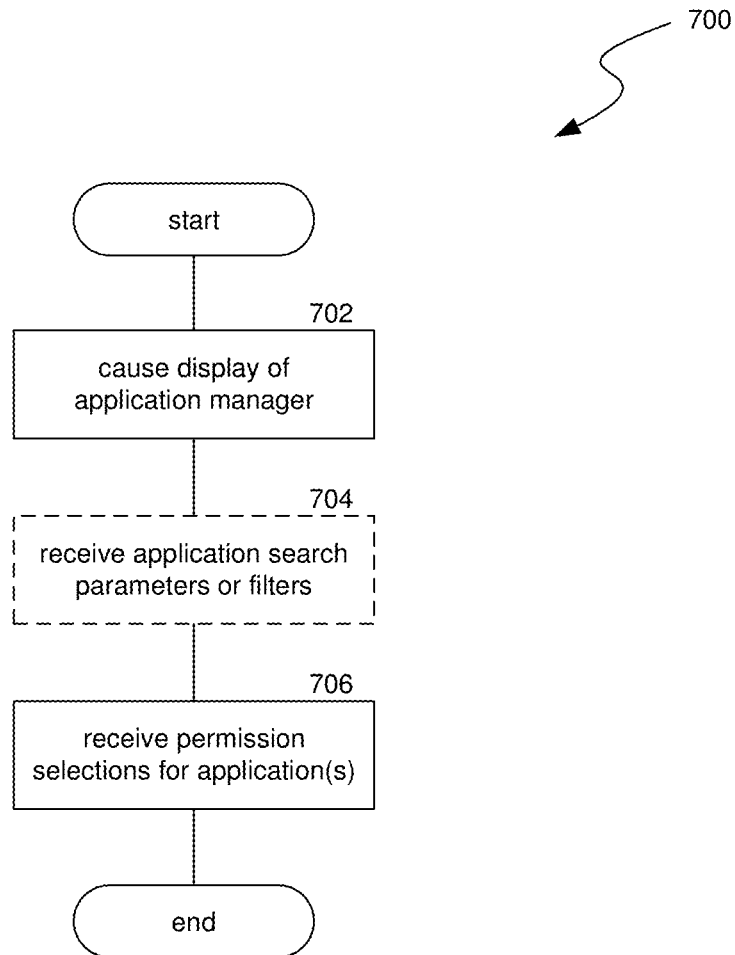 700
start
702
cause display of
application manager
704
receive application search
parameters or filters
706
receive permission
selections for application(s)
end